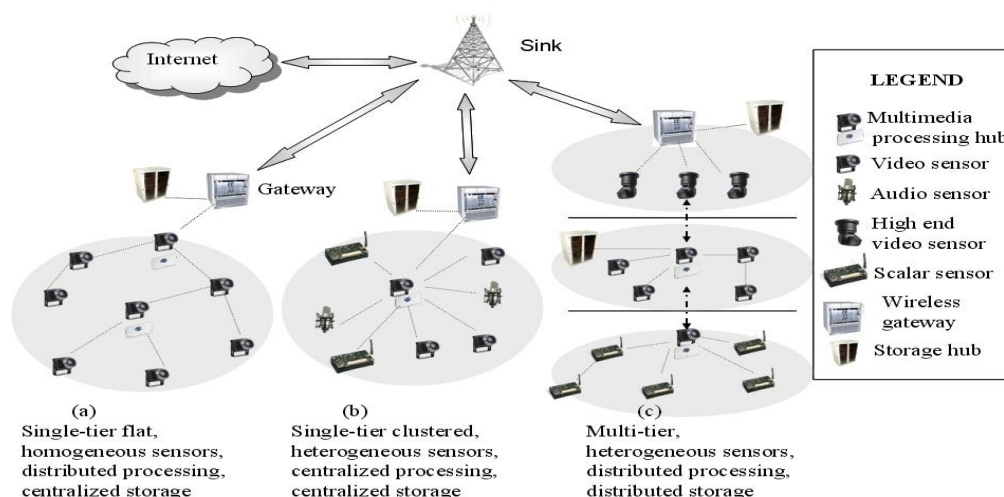 Internet
Sink
Gateway
LEGEND
Multimedia
processing hub
Video sensor
Audio sensor
High end
video sensor
Scalar sensor
Wireless
gateway
Storage hub
(a)
Single-tier flat,
homogeneous sensors,
distributed processing,
centralized storage
(b)
Single-tier clustered,
heterogeneous sensors,
centralized processing,
centralized storage
(c)
Multi-tier,
heterogeneous sensors,
distributed processing,
distributed storage